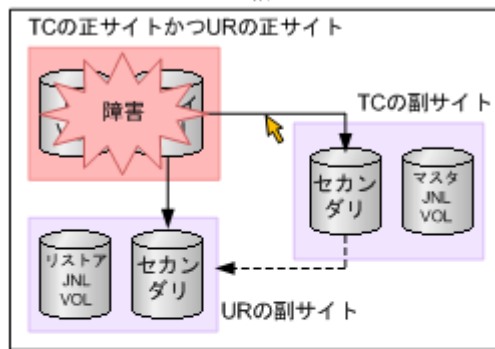 TCの正サイトかつURの正サイト
障害
TCの副サイト
セカン
ダリ
マスタ
JNL
VOL
リストア
JNL
VOL
セカン
ダリ
URの副サイト